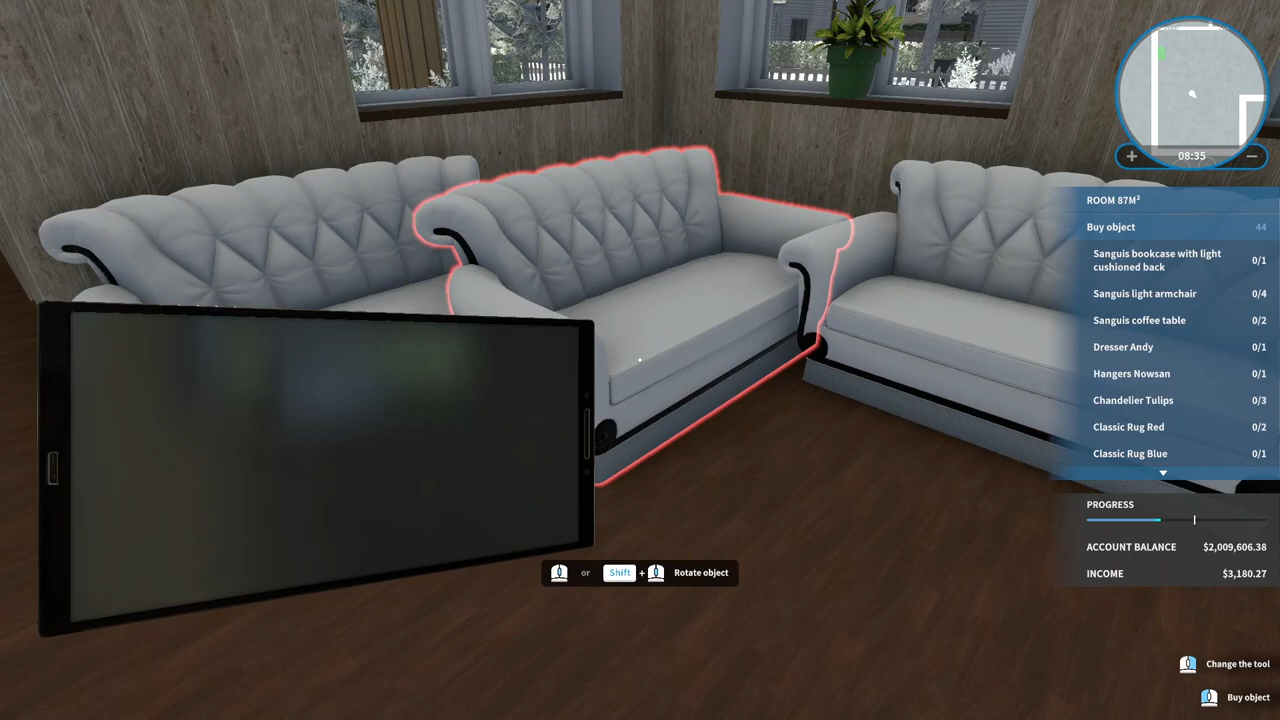 + 08:35 −
ROOM 87M²
Buy object 44
Sanguis bookcase with light
cushioned back 0/1
Sanguis light armchair 0/4
Sanguis coffee table 0/2
Dresser Andy 0/1
Hangers Nowsan 0/1
Chandelier Tulips 0/3
Classic Rug Red 0/2
Classic Rug Blue 0/1
PROGRESS
ACCOUNT BALANCE $2,009,606.38
INCOME $3,180.27
or Shift + Rotate object
Change the tool
Buy object